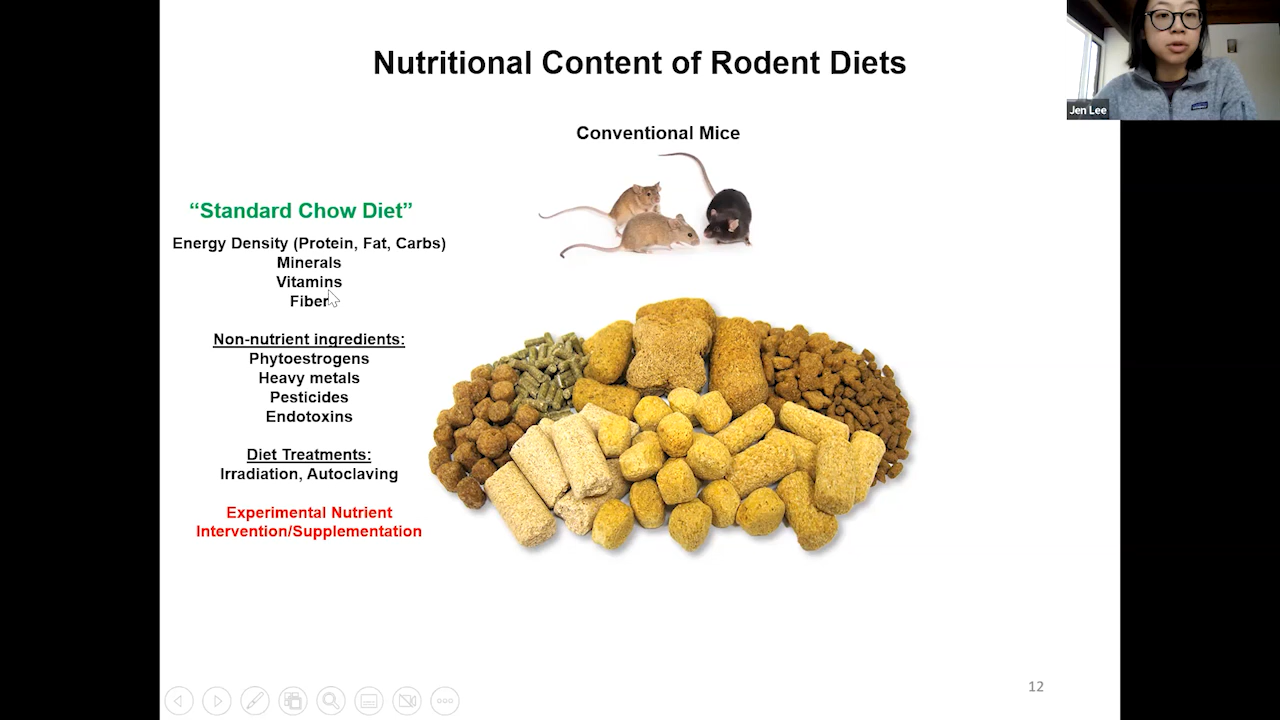 Nutritional Content of Rodent Diets
Jen Lee
Conventional Mice
“Standard Chow Diet”
Energy Density (Protein, Fat, Carbs)
Minerals
Vitamins
Fiber
Non-nutrient ingredients:
Phytoestrogens
Heavy metals
Pesticides
Endotoxins
Diet Treatments:
Irradiation, Autoclaving
Experimental Nutrient
Intervention/Supplementation
12